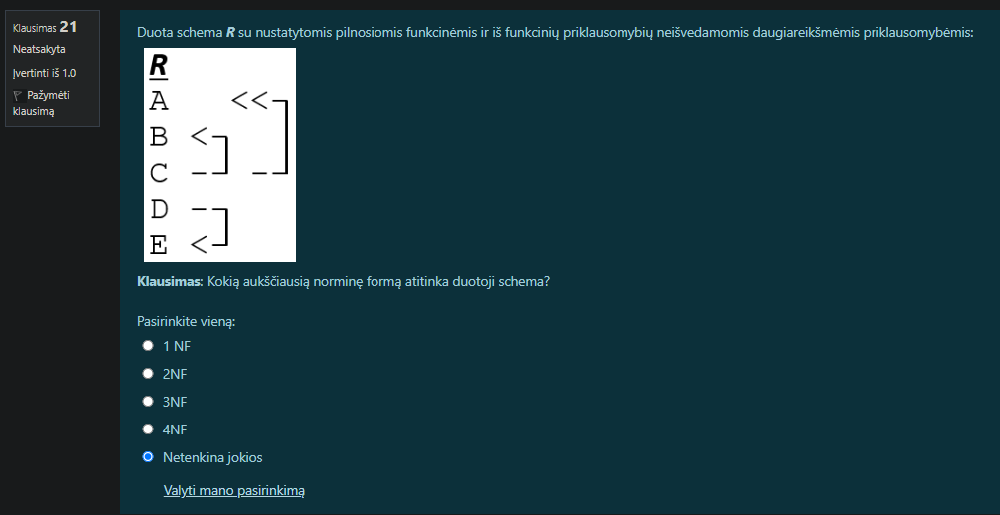 Klausimas 21
Neatsakyta
Įvertinti iš 1.0
Pažymėti
klausimą
Duota schema R su nustatytomis pilnosiomis funkcinėmis ir iš funkcinių priklausomybių neišvedamomis daugiareikšmėmis priklausomybėmis:
R
A <<
B <
C
D
E <
Klausimas: Kokią aukščiausią norminę formą atitinka duotoji schema?
Pasirinkite vieną:
1 NF
2NF
3NF
4NF
Netenkina jokios
Valyti mano pasirinkimą